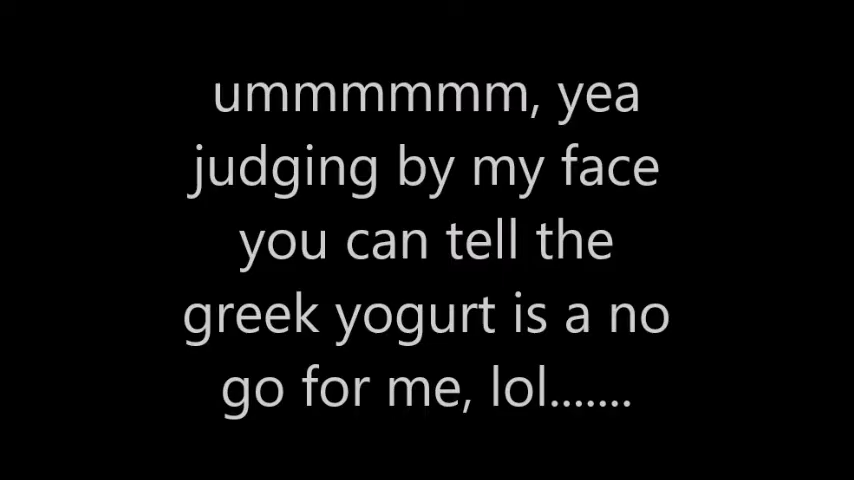 ummmmmm, yea
judging by my face
you can tell the
greek yogurt is a no
go for me, lol.......